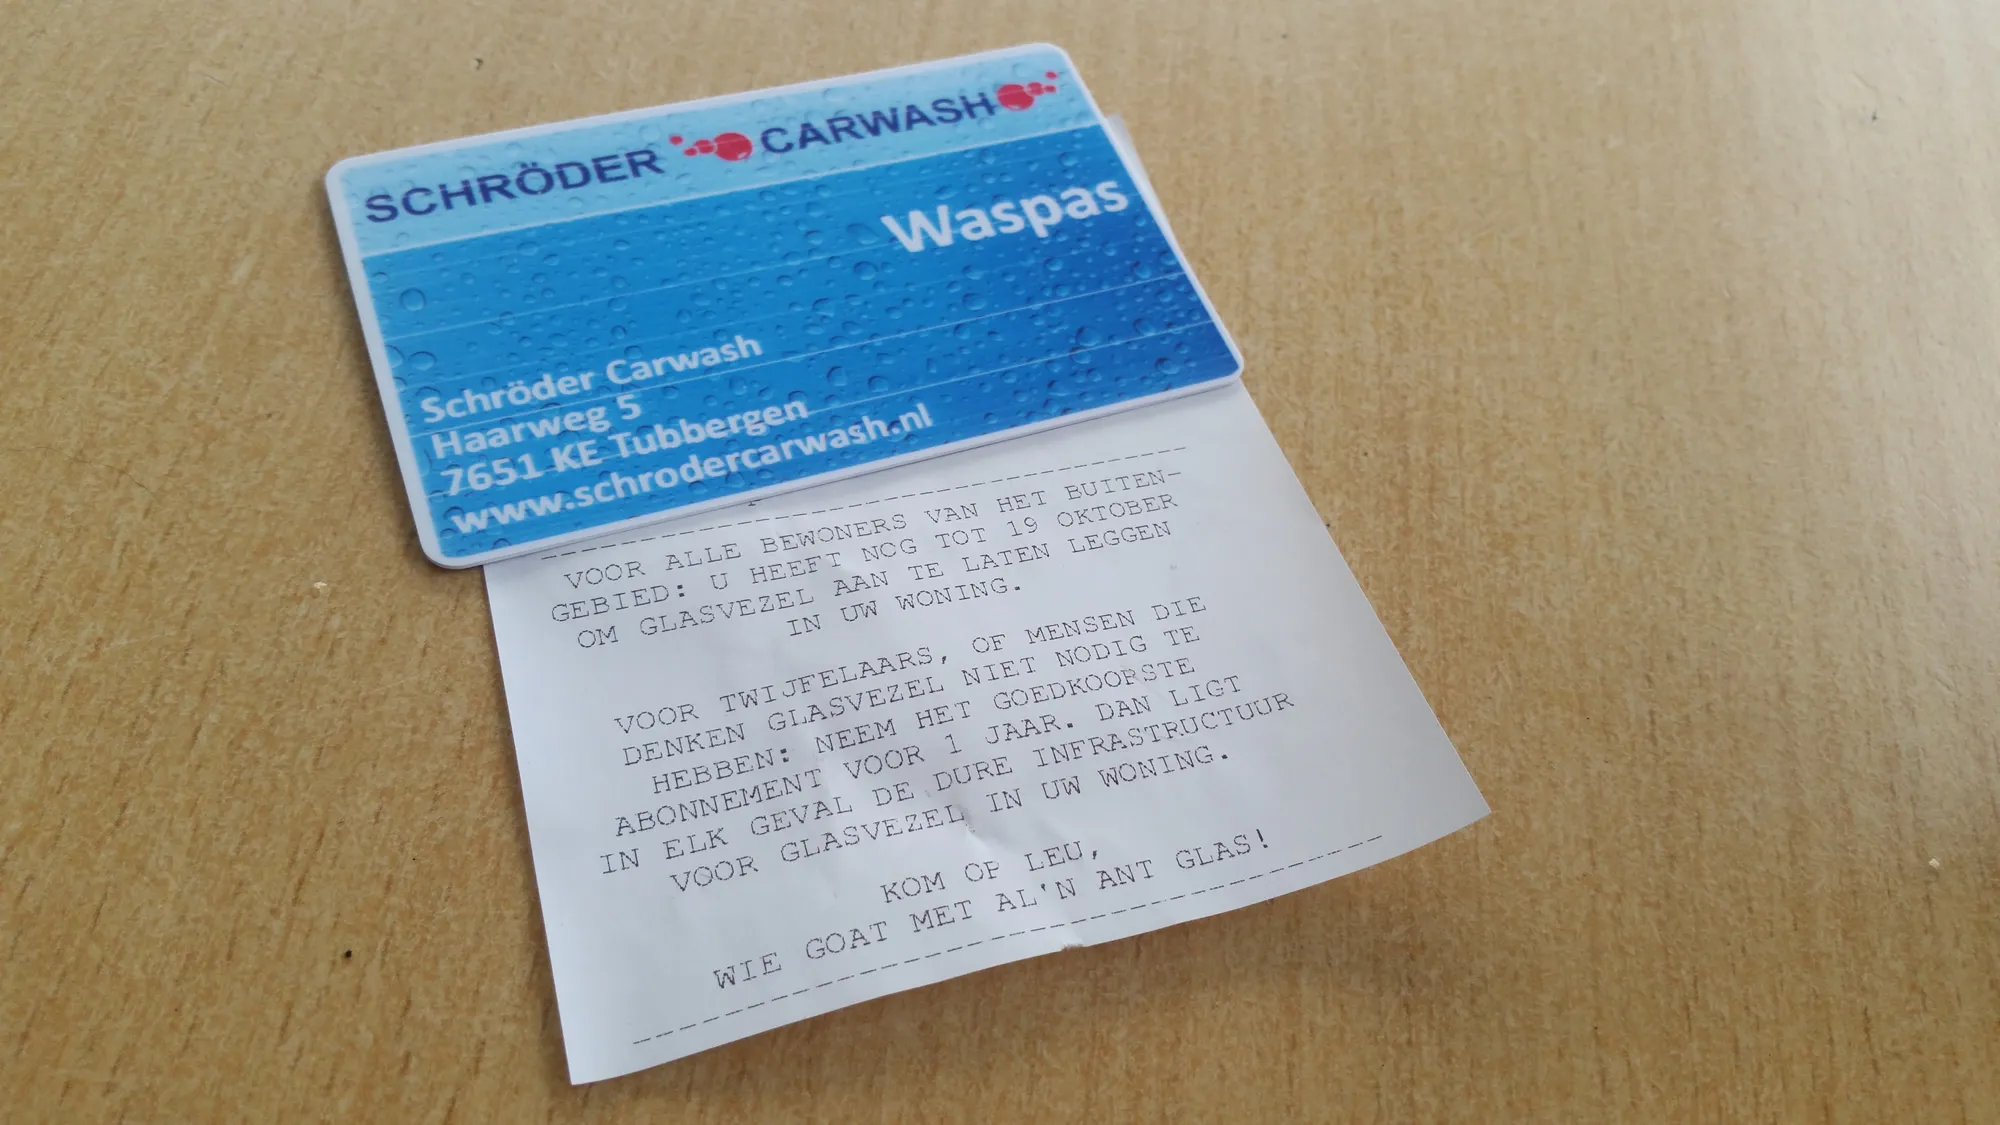 SCHRÖDER CARWASH
Waspas
Schröder Carwash
Haarweg 5
7651 KE Tubbergen
www.schrodercarwash.nl
VOOR ALLE BEWONERS VAN HET BUITEN-
GEBIED: U HEEFT NOG TOT 19 OKTOBER
OM GLASVEZEL AAN TE LATEN LEGGEN
IN UW WONING.
VOOR TWIJFELAARS, OF MENSEN DIE
DENKEN GLASVEZEL NIET NODIG TE
HEBBEN: NEEM HET GOEDKOOPSTE
ABONNEMENT VOOR 1 JAAR. DAN LIGT
IN ELK GEVAL DE DURE INFRASTRUCTUUR
VOOR GLASVEZEL IN UW WONING.
KOM OP LEU,
WIE GOAT MET AL'N ANT GLAS!